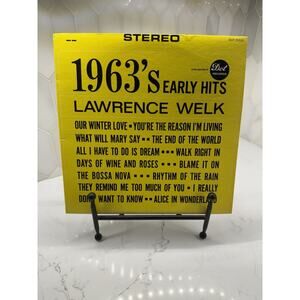 STEREO
1963's EARLY HITS
Dot
LAWRENCE WELK
OUR WINTER LOVE • YOU'RE THE REASON I'M LIVING
WHAT WILL MARY SAY •• THE END OF THE WORLD
ALL I HAVE TO DO IS DREAM ••• WALK RIGHT IN
DAYS OF WINE AND ROSES ••• BLAME IT ON
THE BOSSA NOVA ••• RHYTHM OF THE RAIN
THEY REMIND ME TOO MUCH OF YOU • I REALLY
DON'T WANT TO KNOW •• ALICE IN WONDERLAND